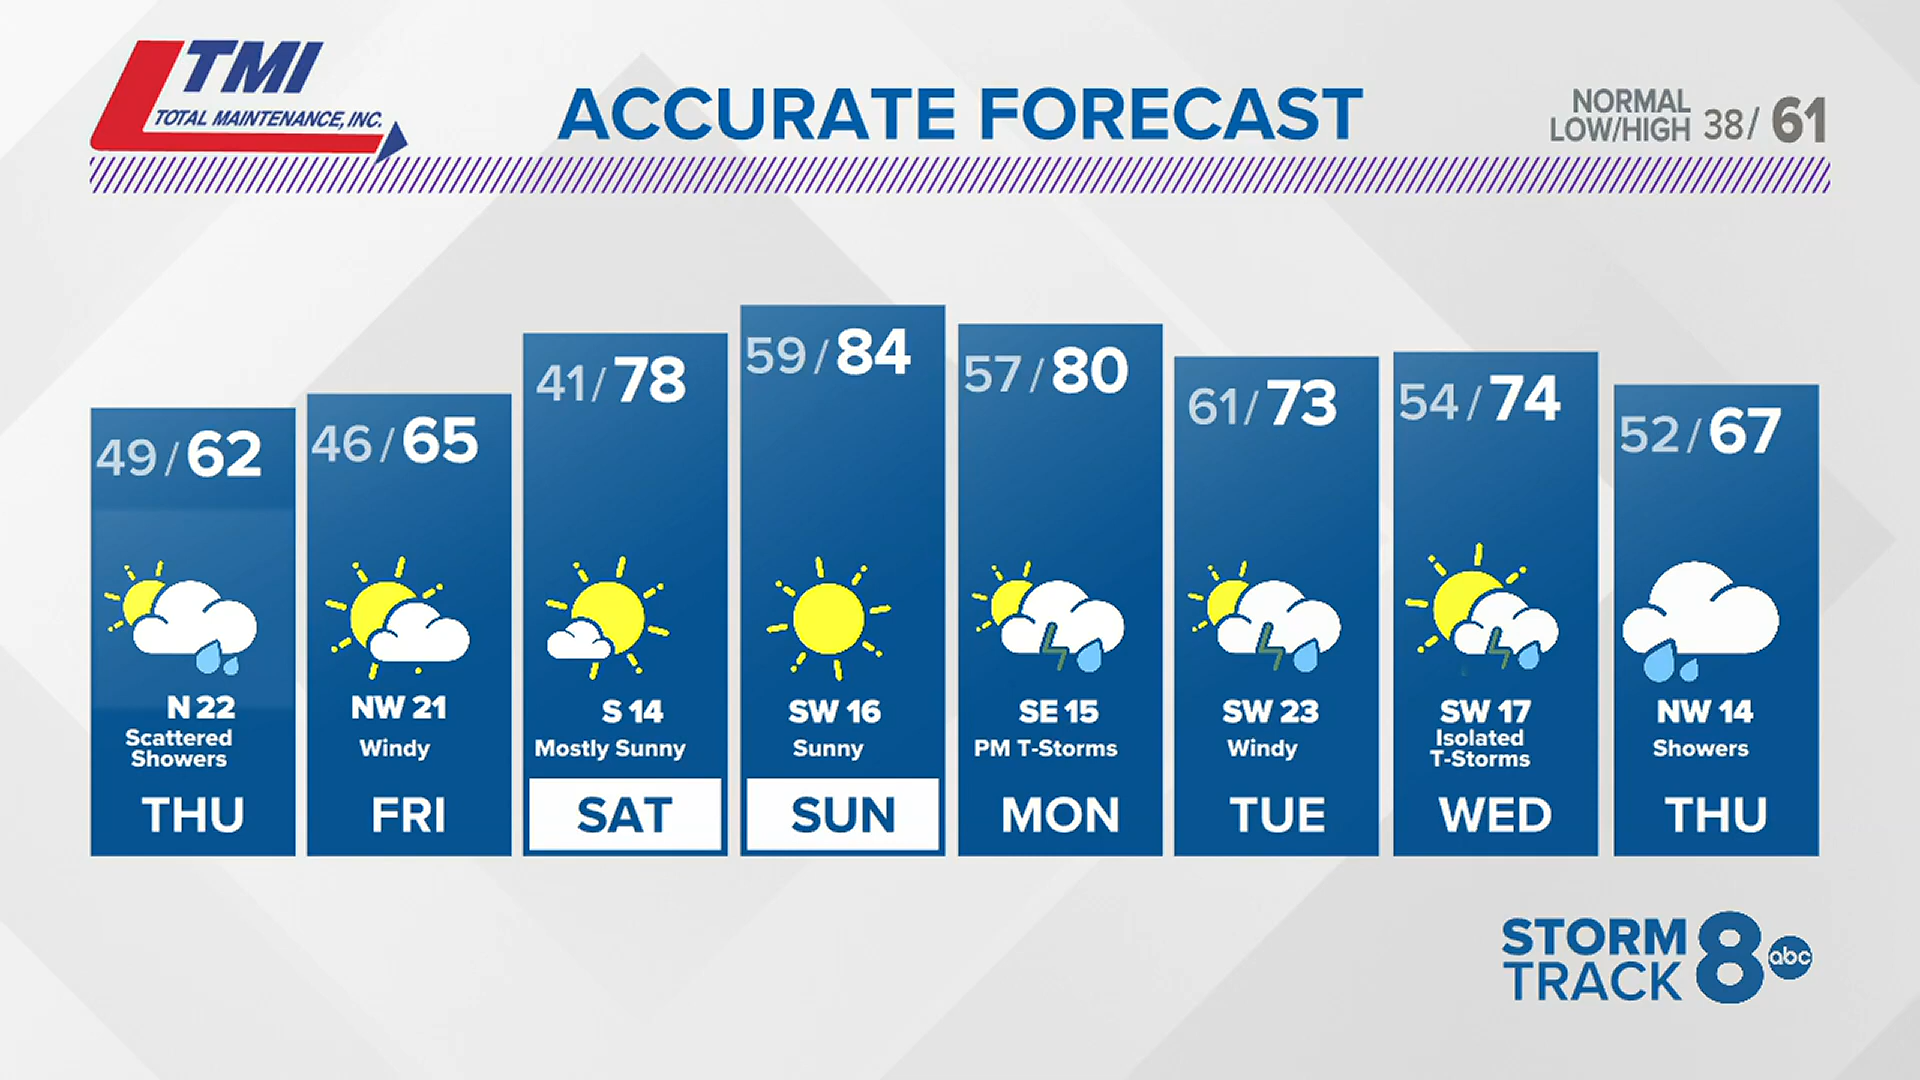 TMI
TOTAL MAINTENANCE, INC.
ACCURATE FORECAST
NORMAL
LOW/HIGH 38/ 61
49/62
N 22
Scattered
Showers
THU
46/65
NW 21
Windy
FRI
41/78
S 14
Mostly Sunny
SAT
59/84
SW 16
Sunny
SUN
57/80
SE 15
PM T-Storms
MON
61/73
SW 23
Windy
TUE
54/74
SW 17
Isolated
T-Storms
WED
52/67
NW 14
Showers
THU
STORM
TRACK
8
abc